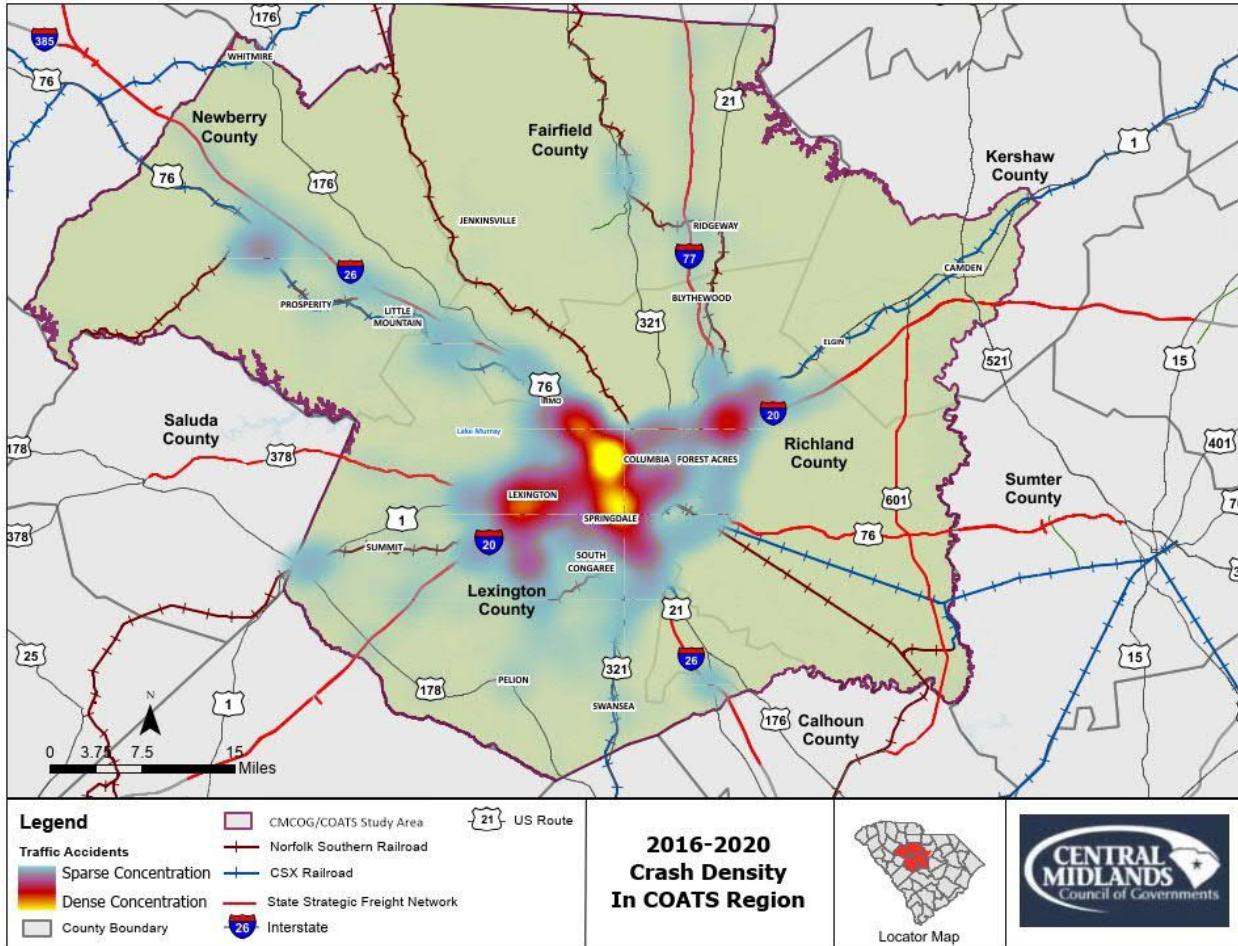 176
385
WHITMIRE
76
21
Newberry
County
Fairfield
County
1
Kershaw
County
76
176
JENKINSVILLE
RIDGEWAY
77
26
CAMDEN
PROSPERITY
LITTLE
MOUNTAIN
BLYTHEWOOD
321
ELGIN
521
15
76
IRMO
20
Saluda
County
Lake Murray
Richland
County
401
178
378
COLUMBIA
FOREST ACRES
Sumter
County
LEXINGTON
601
1
SPRINGDALE
76
378
SUMMIT
20
SOUTH
CONGAREE
Lexington
County
21
25
26
15
321
178
PELION
1
SWANSEA
176
Calhoun
County
N
0 3.75 7.5 15
Miles
Legend
Traffic Accidents
Sparse Concentration
Dense Concentration
County Boundary
CMCOG/COATS Study Area
Norfolk Southern Railroad
CSX Railroad
State Strategic Freight Network
26 Interstate
21 US Route
2016-2020
Crash Density
In COATS Region
Locator Map
CENTRAL
MIDLANDS
Council of Governments